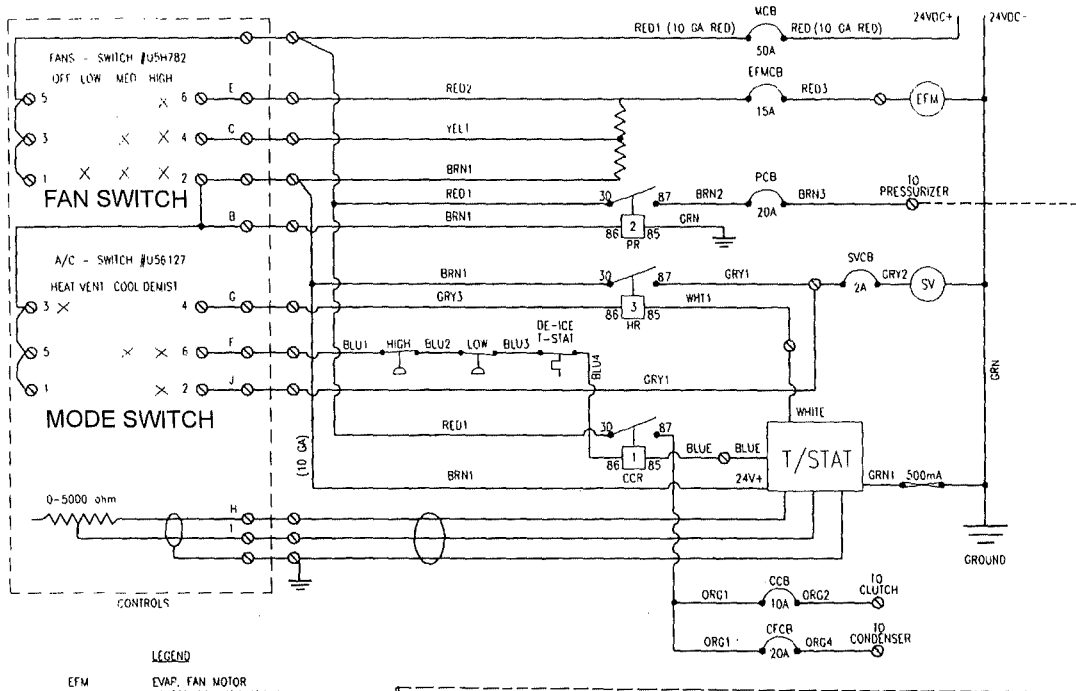 MCB
24VDC+ 24VDC-
RED1 (10 GA RED) RED (10 GA RED)
50A
FANS - SWITCH #U5H782
OFF LOW MED HIGH
EFMCB
5 6 E RED2 RED3 EFM
15A
3 4 C YEL1
1 2 BRN1
FAN SWITCH
RED1 30 87 BRN2 PCB BRN3 TO PRESSURIZER
20A
B BRN1 2 GRN
86 85
PR
A/C - SWITCH #U56127
HEAT VENT COOL DEMIST
BRN1 30 87 GRY1 SVCB GRY2 SV
2A
3 4 G GRY3 3 WHT1
86 85
HR
DE-ICE
T-STAT
5 6 F BLU1 HIGH BLU2 LOW BLU3 BLU4
1 2 J GRY1
GRN
MODE SWITCH
WHITE
RED1 30 87
(10 GA)
1 BLUE BLUE T/STAT
86 85
CCR
BRN1 24V+ GRN1 500mA
0-5000 ohm
H
I
GROUND
CCB
ORG1 ORG2 TO CLUTCH
10A
CONTROLS
CFCB
ORG1 ORG4 TO CONDENSER
20A
LEGEND
EFM EVAP. FAN MOTOR